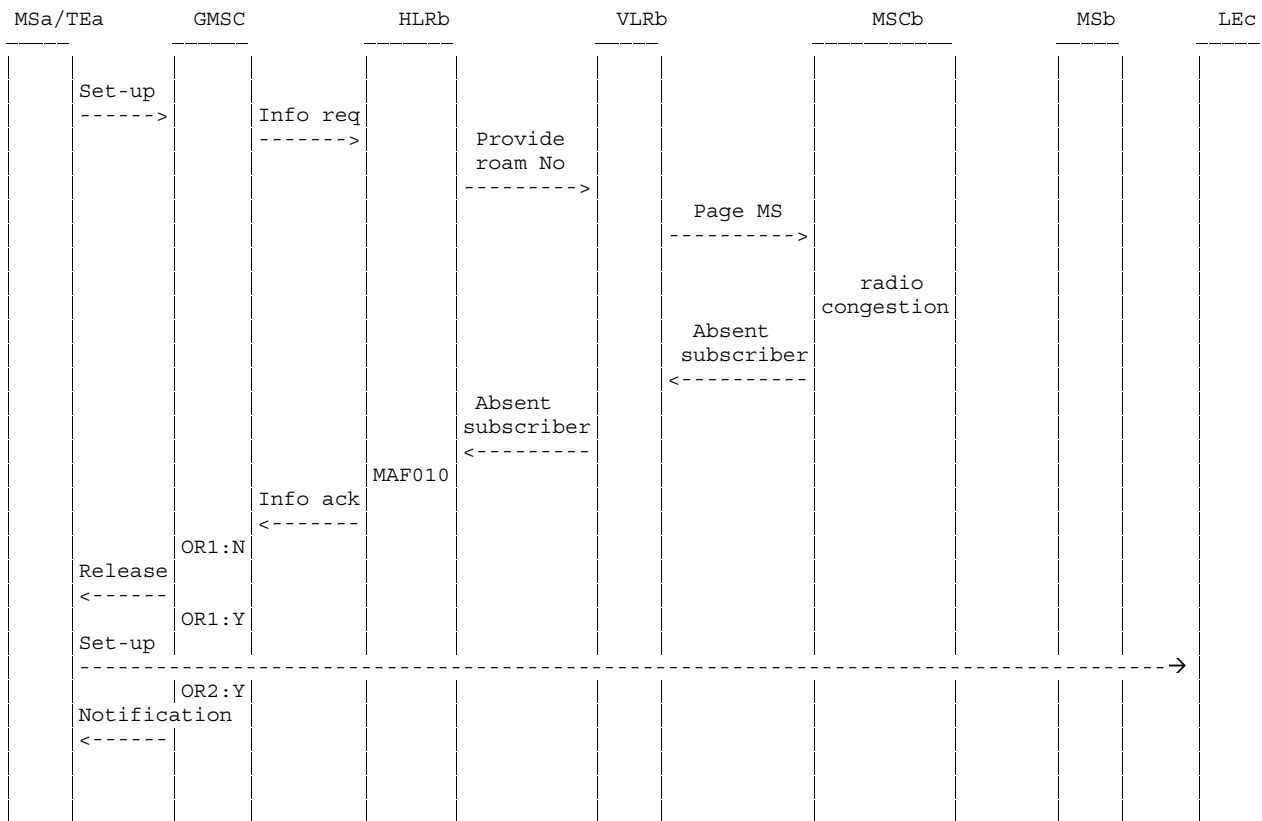 MSa/TEa GMSC HLRb VLRb MSCb MSb LEc
Set-up
------> Info req
-------> Provide
roam No
---------> 
Page MS
---------->
radio
congestion
Absent
subscriber
<----------
Absent
subscriber
<---------
MAF010
Info ack
<-------
OR1:N
Release
<------
OR1:Y
Set-up
------------------------------------------------------------------------------------------→
OR2:Y
Notification
<------